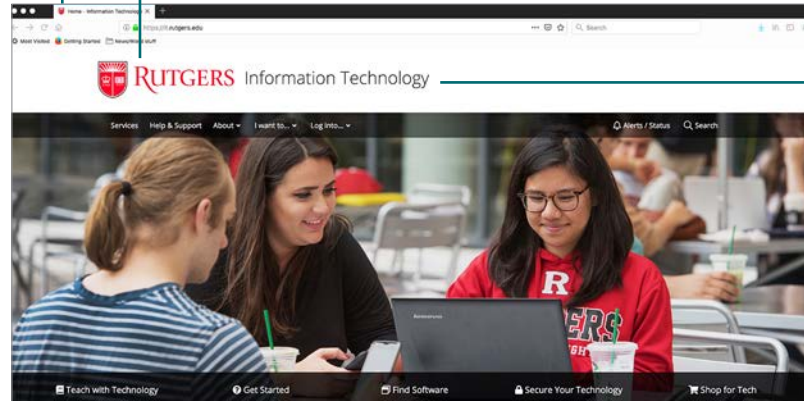 Home - Information Technology
https://it.rutgers.edu
Search
Most Visited Getting Started
RUTGERS Information Technology
Services Help & Support About I want to... Log into... Alerts / Status Search
R
Teach with Technology Get Started Find Software Secure Your Technology Shop for Tech